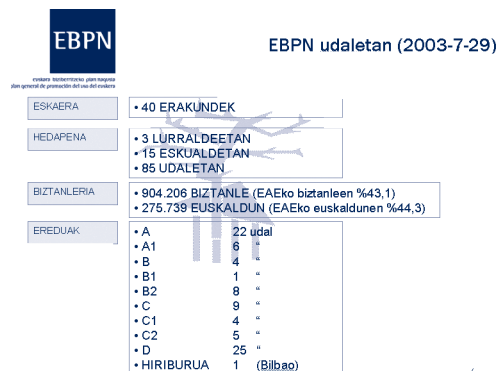 EBPN
euskara biziberritzeko plan nagusia
plan general de promoción del uso del euskera
EBPN udaletan (2003-7-29)
ESKAERA
• 40 ERAKUNDEK
HEDAPENA
• 3 LURRALDEETAN
• 15 ESKUALDETAN
• 85 UDALETAN
BIZTANLERIA
• 904.206 BIZTANLE (EAEko biztanleen %43,1)
• 275.739 EUSKALDUN (EAEko euskaldunen %44,3)
EREDUAK
• A 22 udal
• A1 6 “
• B 4 “
• B1 1 “
• B2 8 “
• C 9 “
• C1 4 “
• C2 5 “
• D 25 “
• HIRIBURUA 1 (Bilbao)